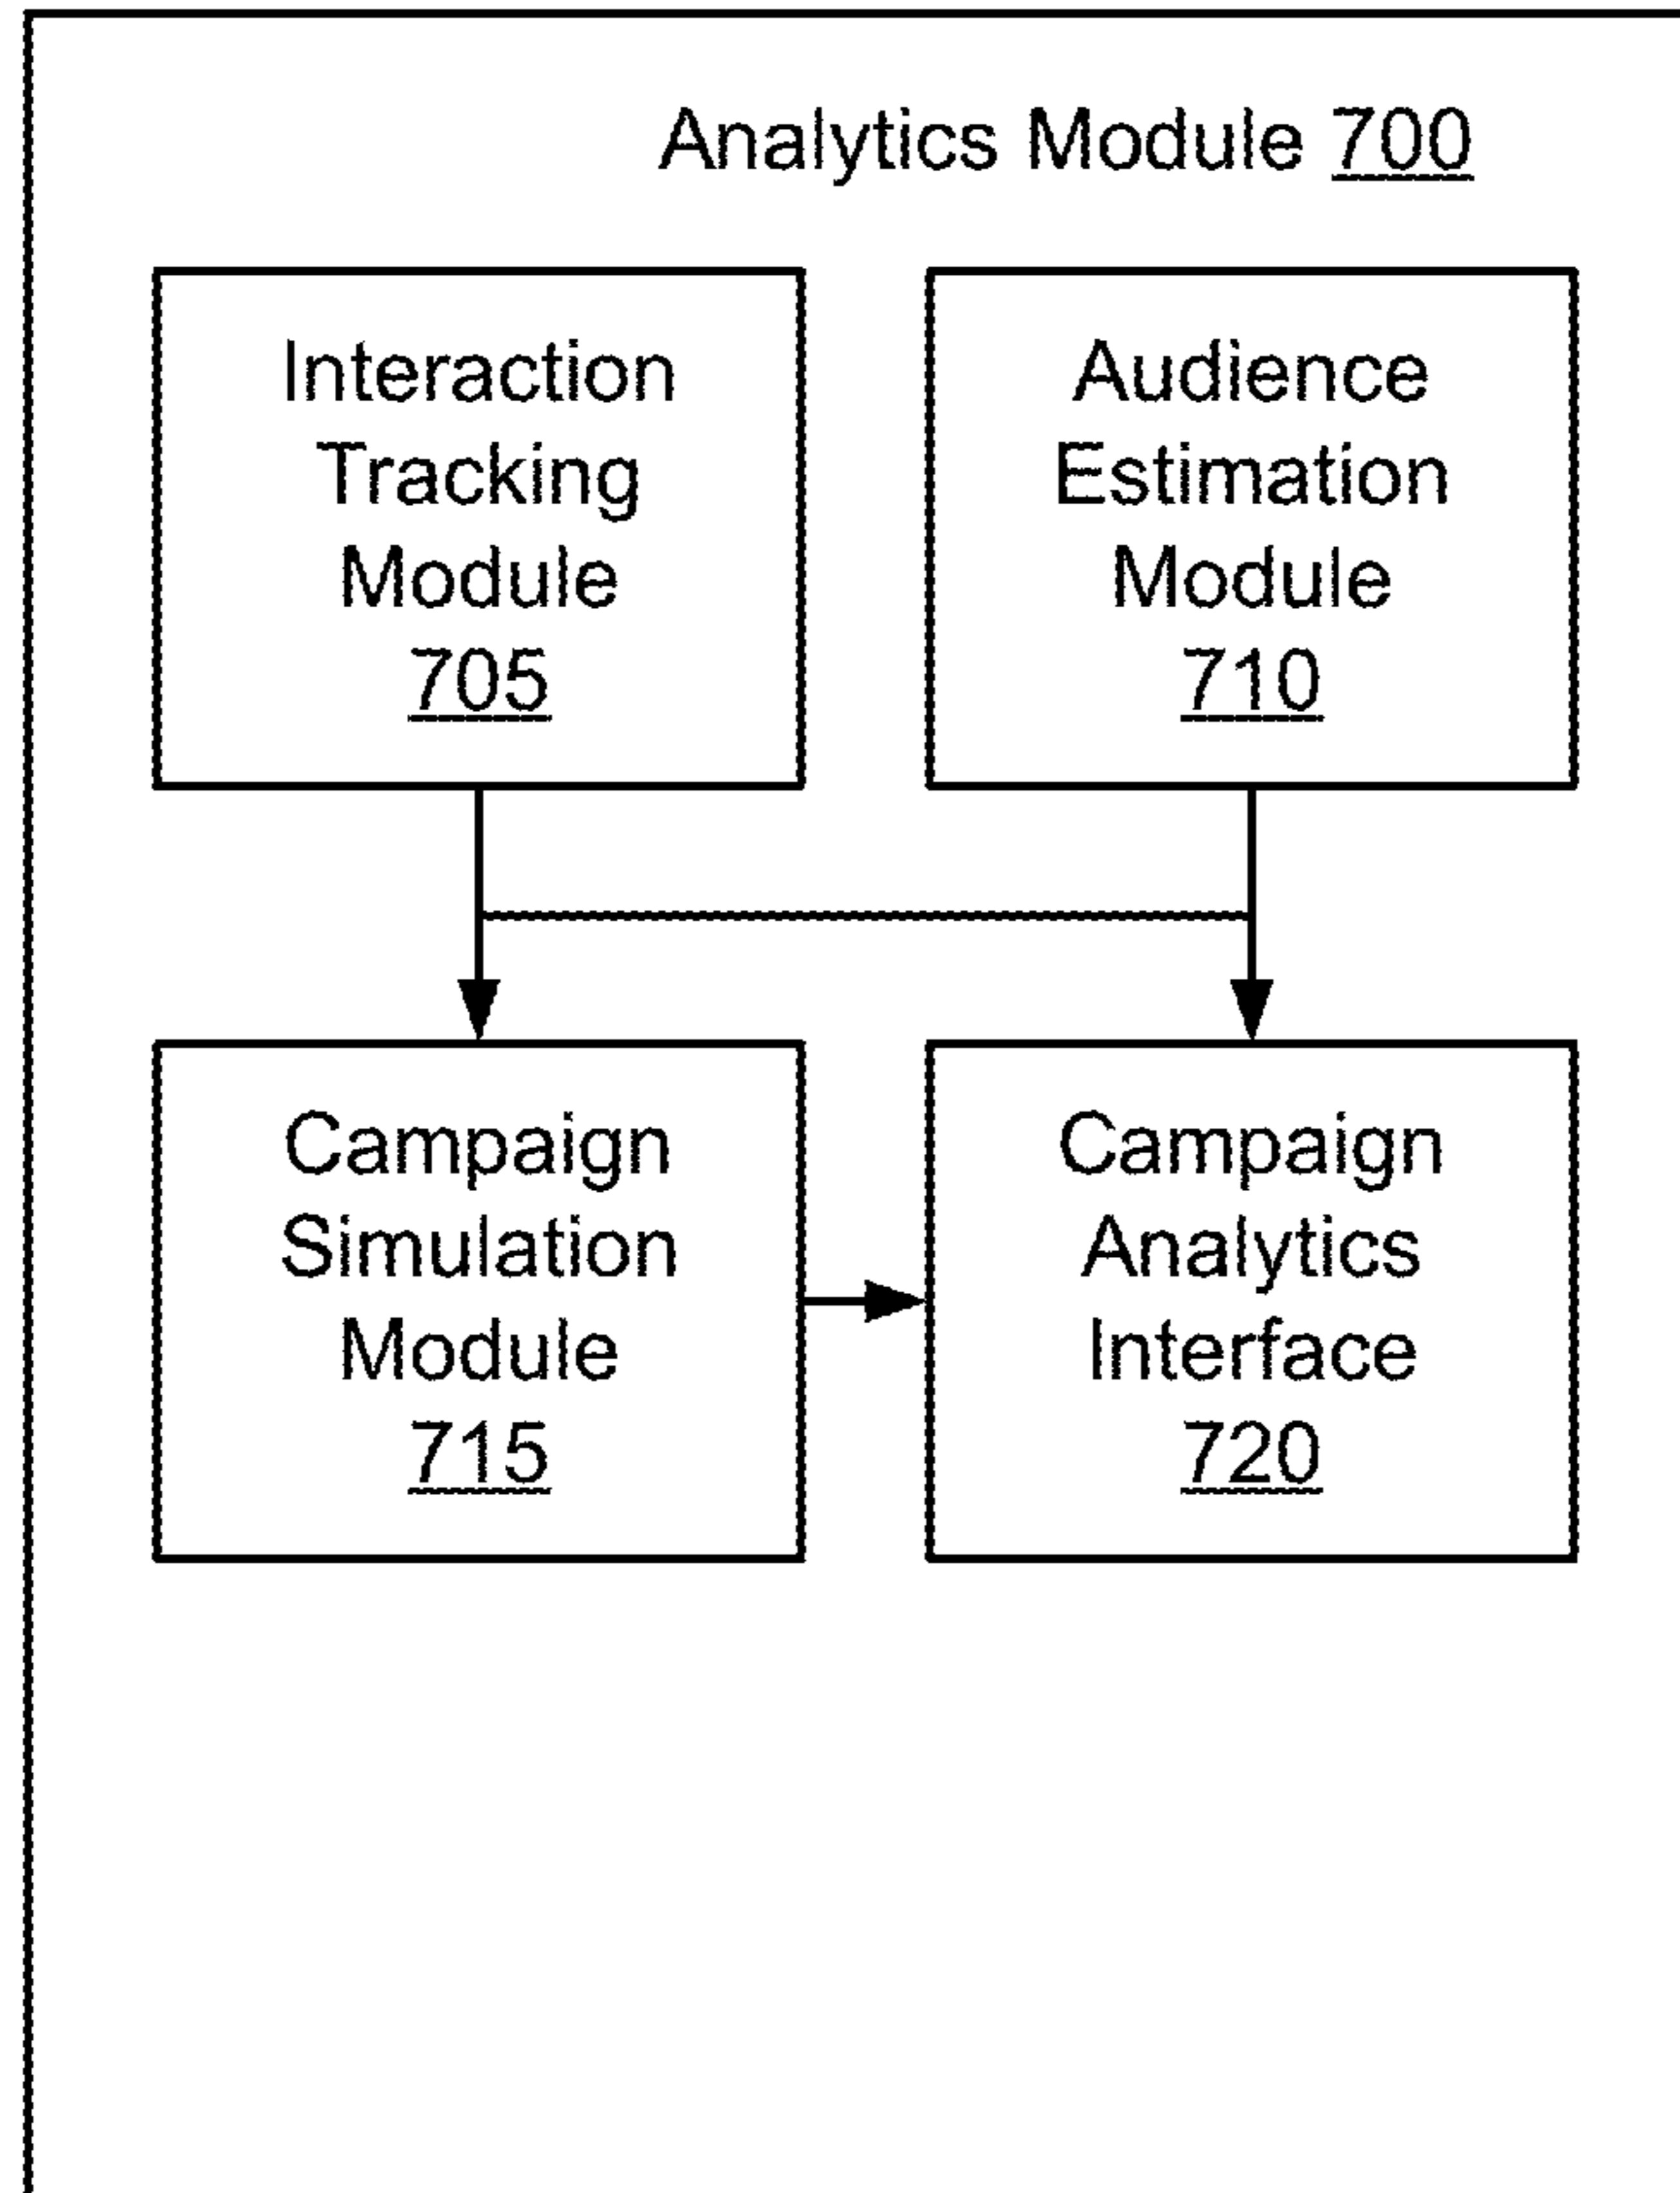 Analytics Module 700
Interaction
Tracking
Module
705
Audience
Estimation
Module
710
Campaign
Simulation
Module
715
Campaign
Analytics
Interface
720